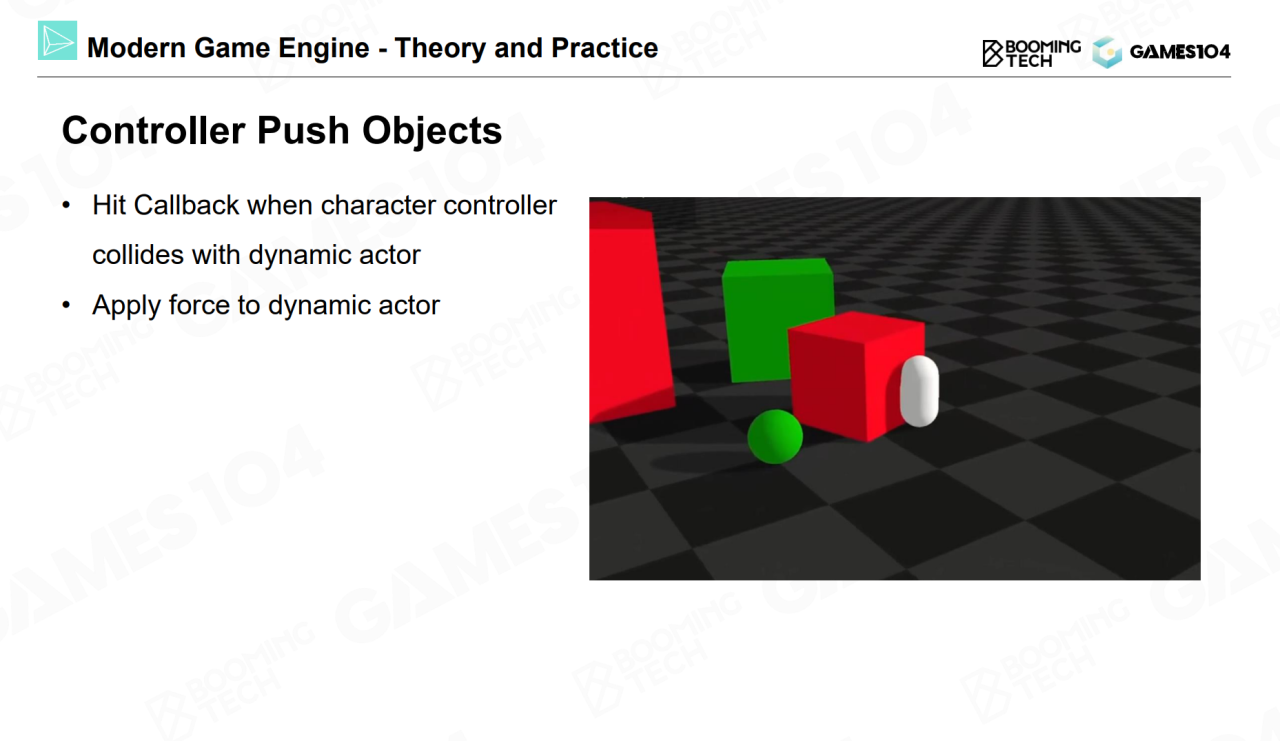 Modern Game Engine - Theory and Practice
BOOMING
TECH
GAMES104
Controller Push Objects
• Hit Callback when character controller
collides with dynamic actor
• Apply force to dynamic actor